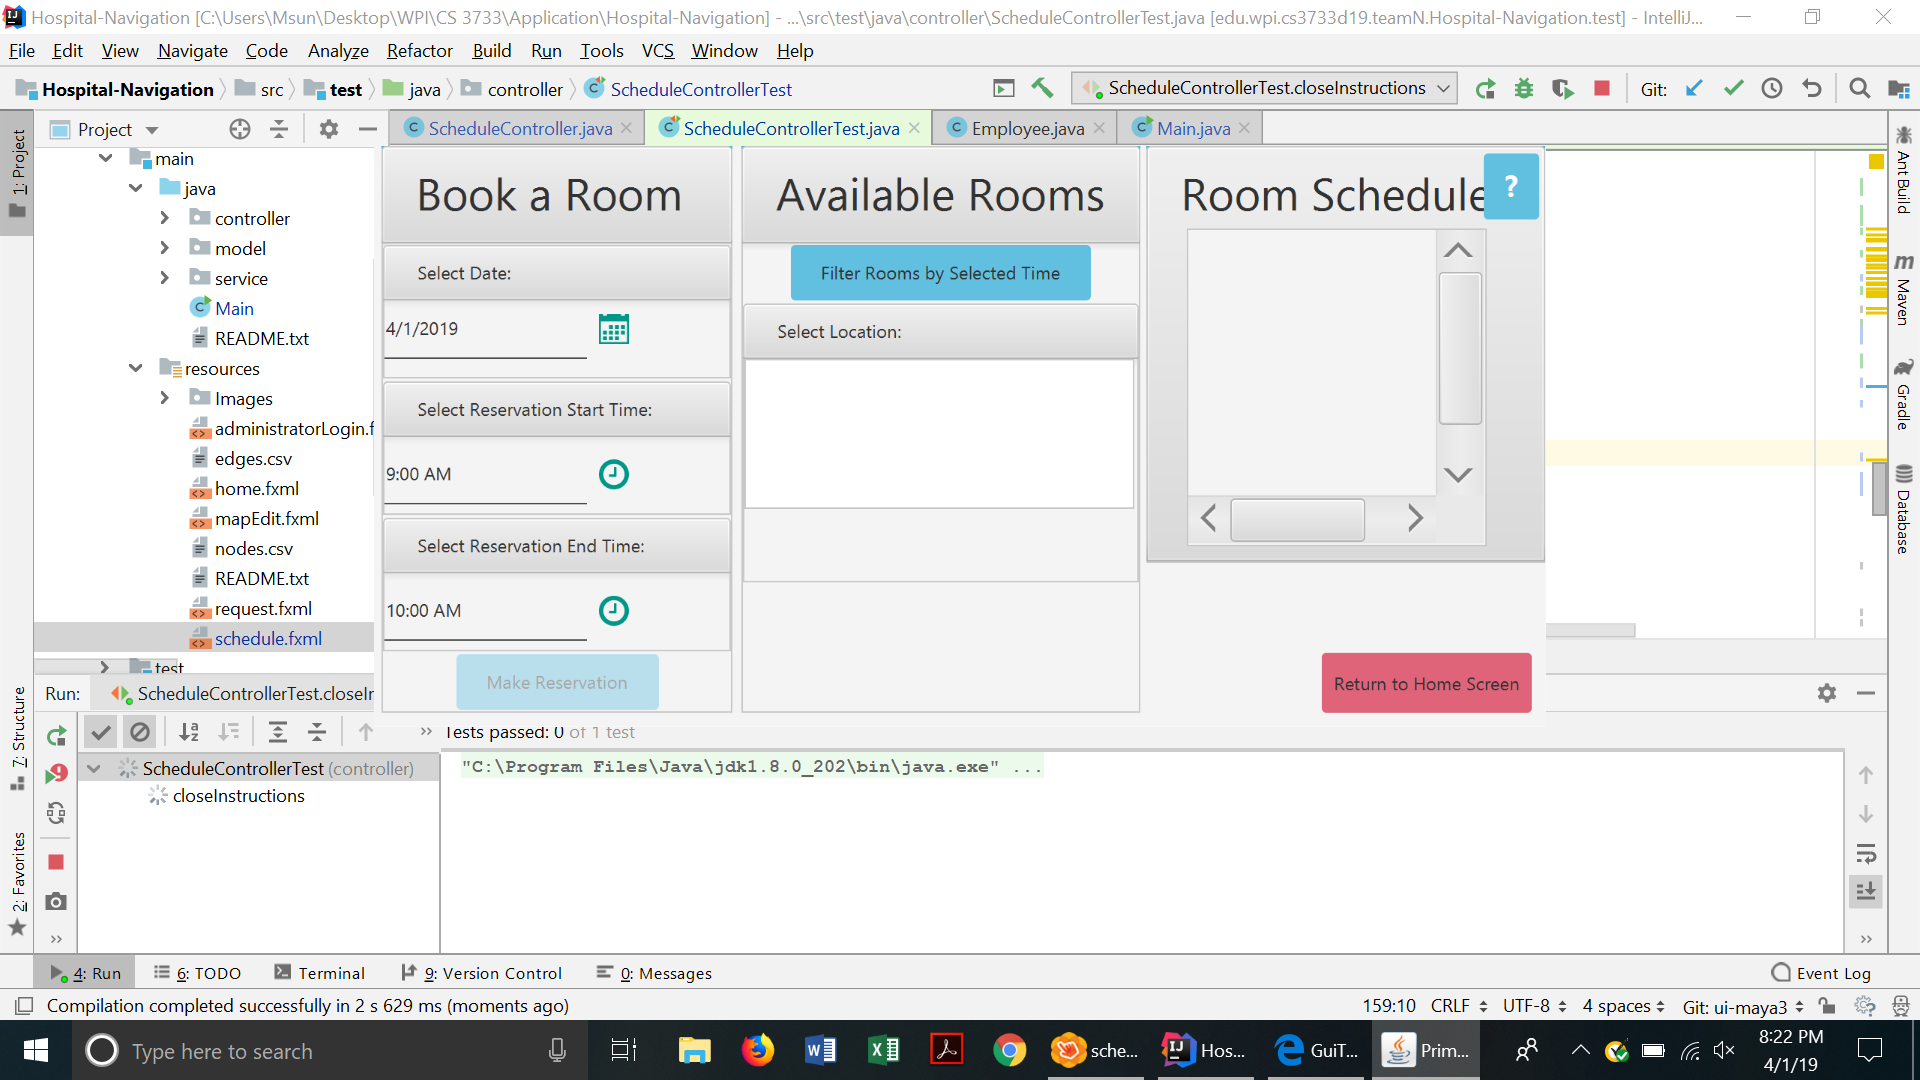 Hospital-Navigation [C:\Users\Msun\Desktop\WPI\CS 3733\Application\Hospital-Navigation] - ...\src\test\java\controller\ScheduleControllerTest.java [edu.wpi.cs3733d19.teamN.Hospital-Navigation.test] - IntelliJ...
File Edit View Navigate Code Analyze Refactor Build Run Tools VCS Window Help
Hospital-Navigation src test java controller ScheduleControllerTest
ScheduleControllerTest.closeInstructions
Git:
1: Project
Project
ScheduleController.java
ScheduleControllerTest.java
Employee.java
Main.java
main
java
controller
model
service
Main
README.txt
resources
Images
administratorLogin.f
edges.csv
home.fxml
mapEdit.fxml
nodes.csv
README.txt
request.fxml
schedule.fxml
test
Book a Room
Select Date:
4/1/2019
Select Reservation Start Time:
9:00 AM
Select Reservation End Time:
10:00 AM
Make Reservation
Available Rooms
Filter Rooms by Selected Time
Select Location:
Room Schedule
?
Return to Home Screen
Ant Build
Maven
Gradle
Database
7: Structure
2: Favorites
Run:
ScheduleControllerTest.closeIr
Tests passed: 0 of 1 test
ScheduleControllerTest (controller)
closeInstructions
"C:\Program Files\Java\jdk1.8.0_202\bin\java.exe" ...
4: Run
6: TODO
Terminal
9: Version Control
0: Messages
Event Log
Compilation completed successfully in 2 s 629 ms (moments ago)
159:10 CRLF UTF-8 4 spaces Git: ui-maya3
Type here to search
sche...
Hos...
GuiT...
Prim...
8:22 PM
4/1/19